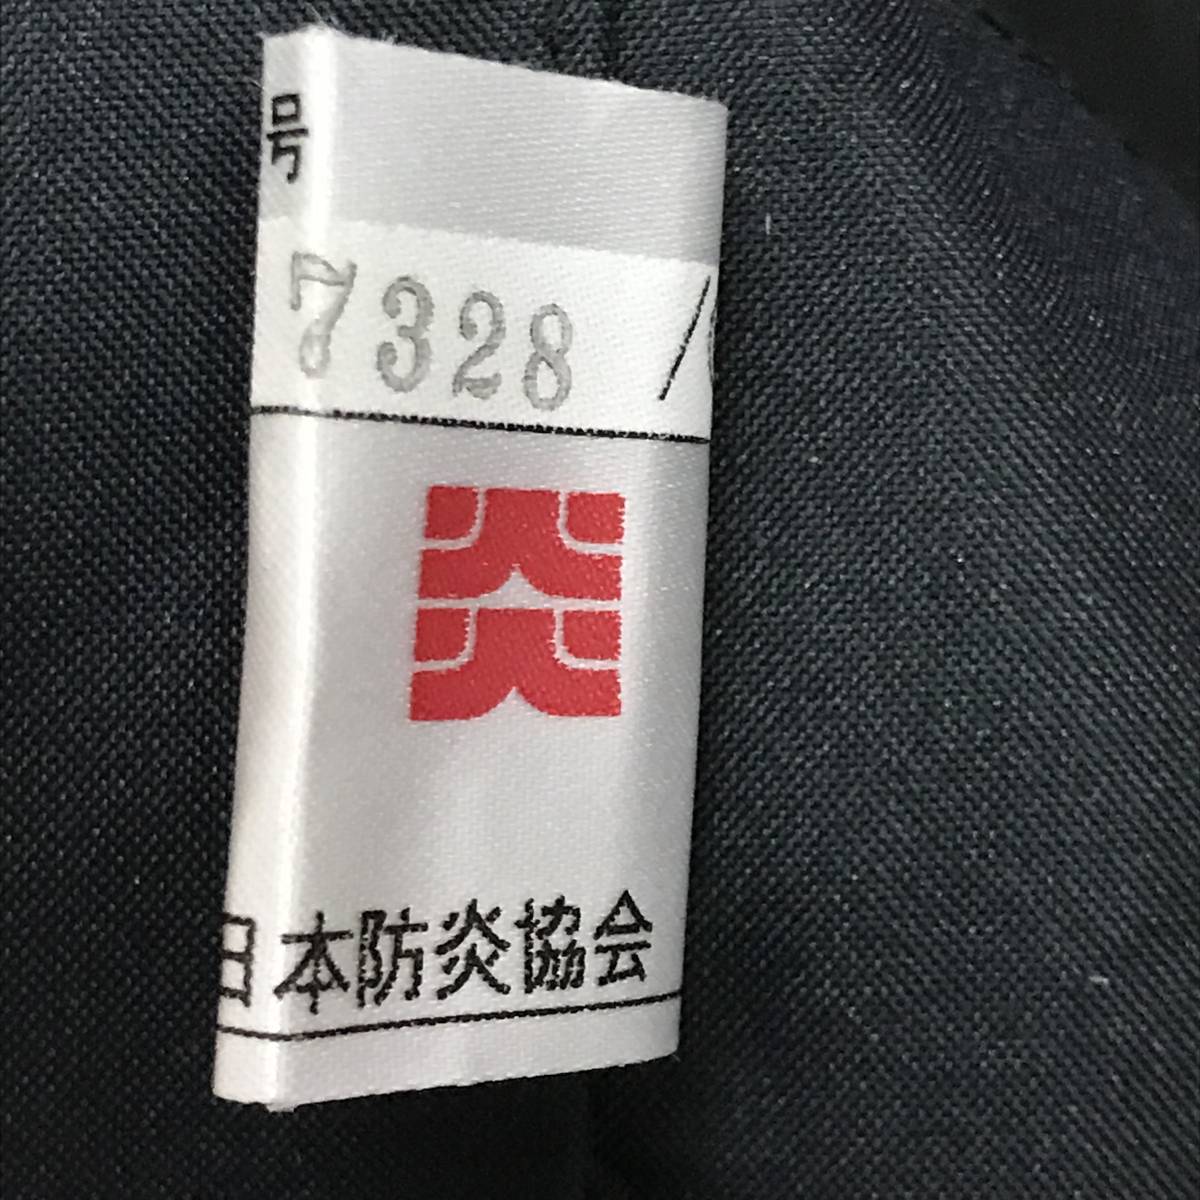 号
7328 /
炎
日本防炎協会